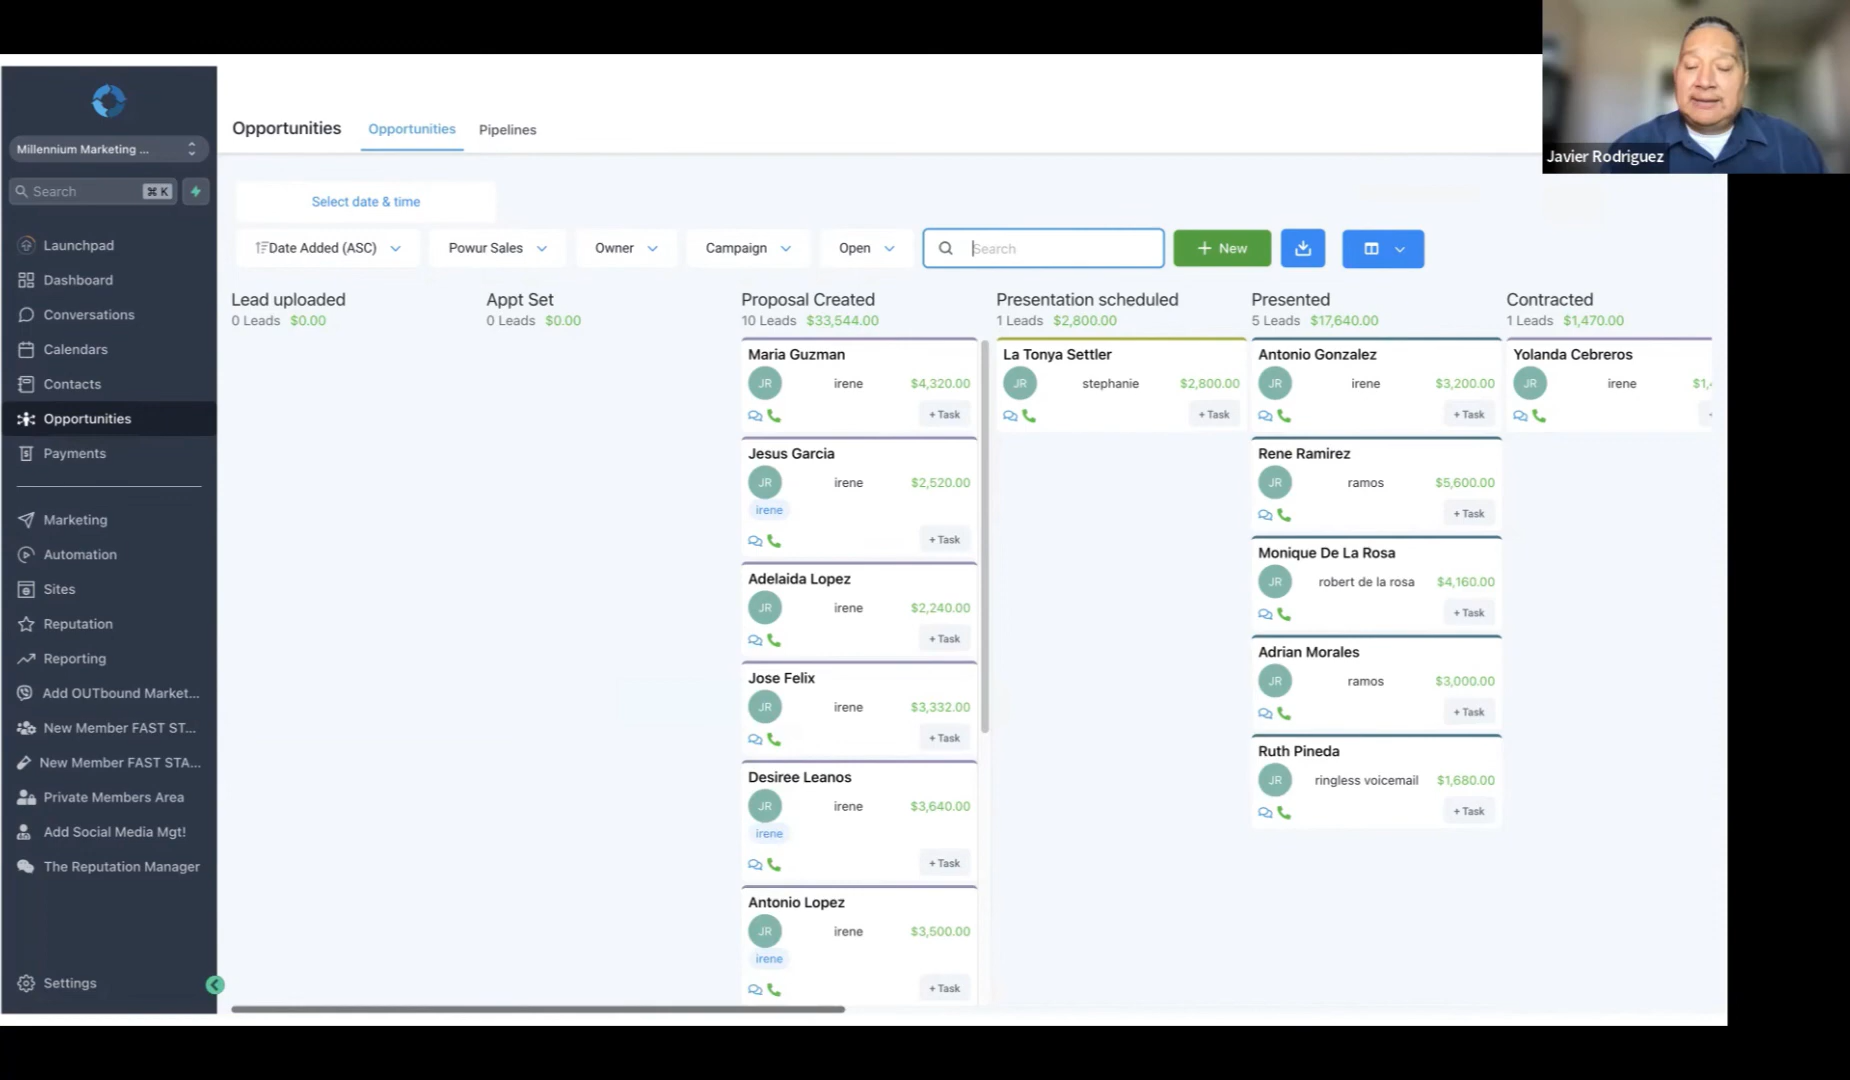 Javier Rodriguez
Millennium Marketing ...
Search ⌘ K
Launchpad
Dashboard
Conversations
Calendars
Contacts
Opportunities
Payments
Marketing
Automation
Sites
Reputation
Reporting
Add OUTbound Market...
New Member FAST ST...
New Member FAST STA...
Private Members Area
Add Social Media Mgt!
The Reputation Manager
Settings
Opportunities Opportunities Pipelines
Select date & time
Date Added (ASC) Powur Sales Owner Campaign Open Search + New
Lead uploaded
0 Leads $0.00
Appt Set
0 Leads $0.00
Proposal Created
10 Leads $33,544.00
Maria Guzman
JR irene $4,320.00
+ Task
Jesus Garcia
JR irene $2,520.00
irene
+ Task
Adelaida Lopez
JR irene $2,240.00
+ Task
Jose Felix
JR irene $3,332.00
+ Task
Desiree Leanos
JR irene $3,640.00
irene
+ Task
Antonio Lopez
JR irene $3,500.00
irene
+ Task
Presentation scheduled
1 Leads $2,800.00
La Tonya Settler
JR stephanie $2,800.00
+ Task
Presented
5 Leads $17,640.00
Antonio Gonzalez
JR irene $3,200.00
+ Task
Rene Ramirez
JR ramos $5,600.00
+ Task
Monique De La Rosa
JR robert de la rosa $4,160.00
+ Task
Adrian Morales
JR ramos $3,000.00
+ Task
Ruth Pineda
JR ringless voicemail $1,680.00
+ Task
Contracted
1 Leads $1,470.00
Yolanda Cebreros
JR irene